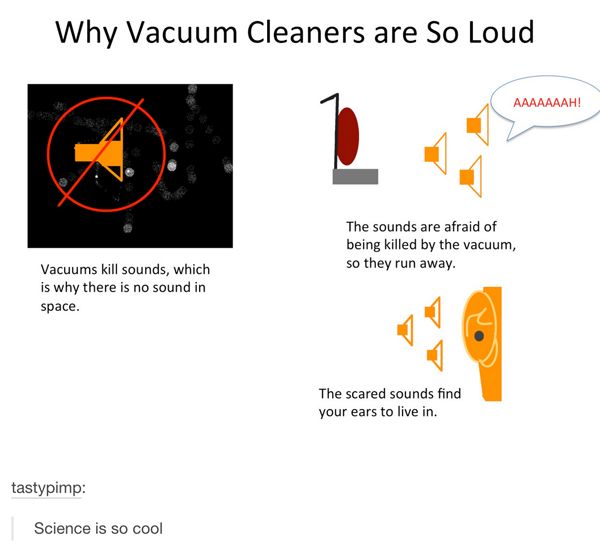 Why Vacuum Cleaners are So Loud
AAAAAAAH!
Vacuums kill sounds, which
is why there is no sound in
space.
The sounds are afraid of
being killed by the vacuum,
so they run away.
The scared sounds find
your ears to live in.
tastypimp:
Science is so cool